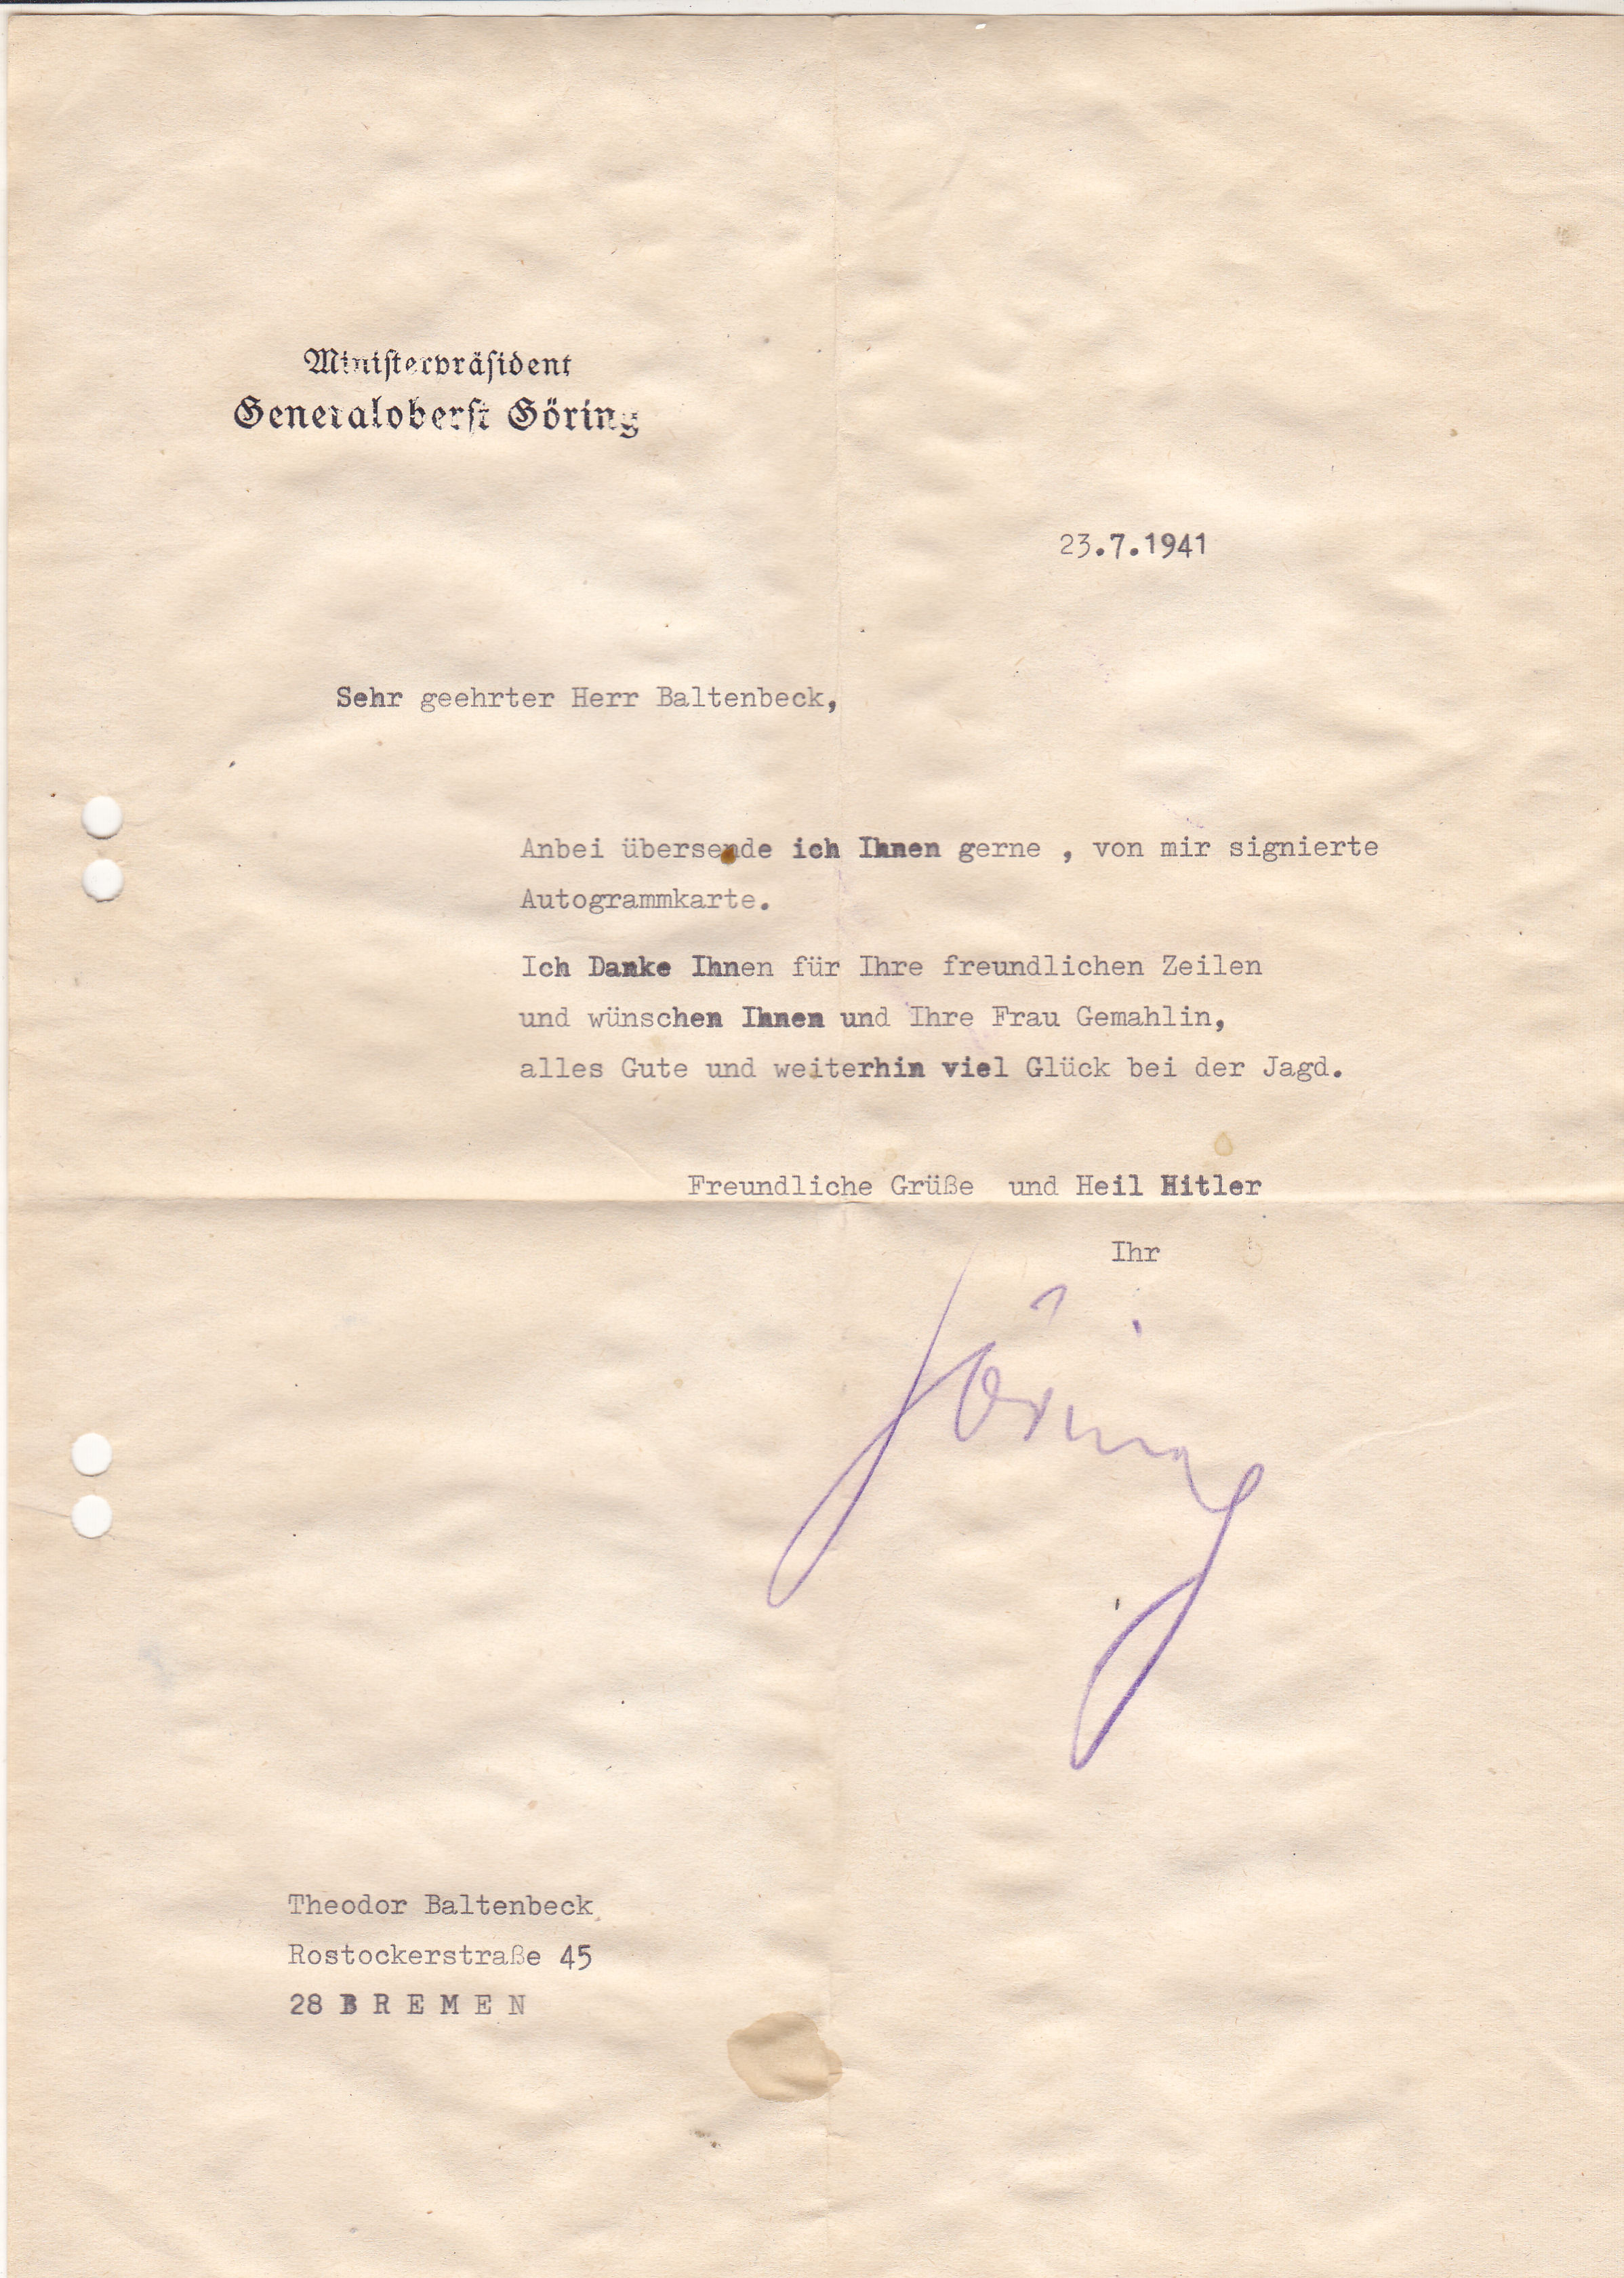 Ministerpräsident
Generaloberst Göring
23.7.1941
Sehr geehrter Herr Baltenbeck,
Anbei übersende ich Ihnen gerne , von mir signierte
Autogrammkarte.
Ich Danke Ihnen für Ihre freundlichen Zeilen
und wünschen Ihnen und Ihre Frau Gemahlin,
alles Gute und weiterhin viel Glück bei der Jagd.
Freundliche Grüße und Heil Hitler
Ihr
Göring
Theodor Baltenbeck
Rostockerstraße 45
28 B R E M E N